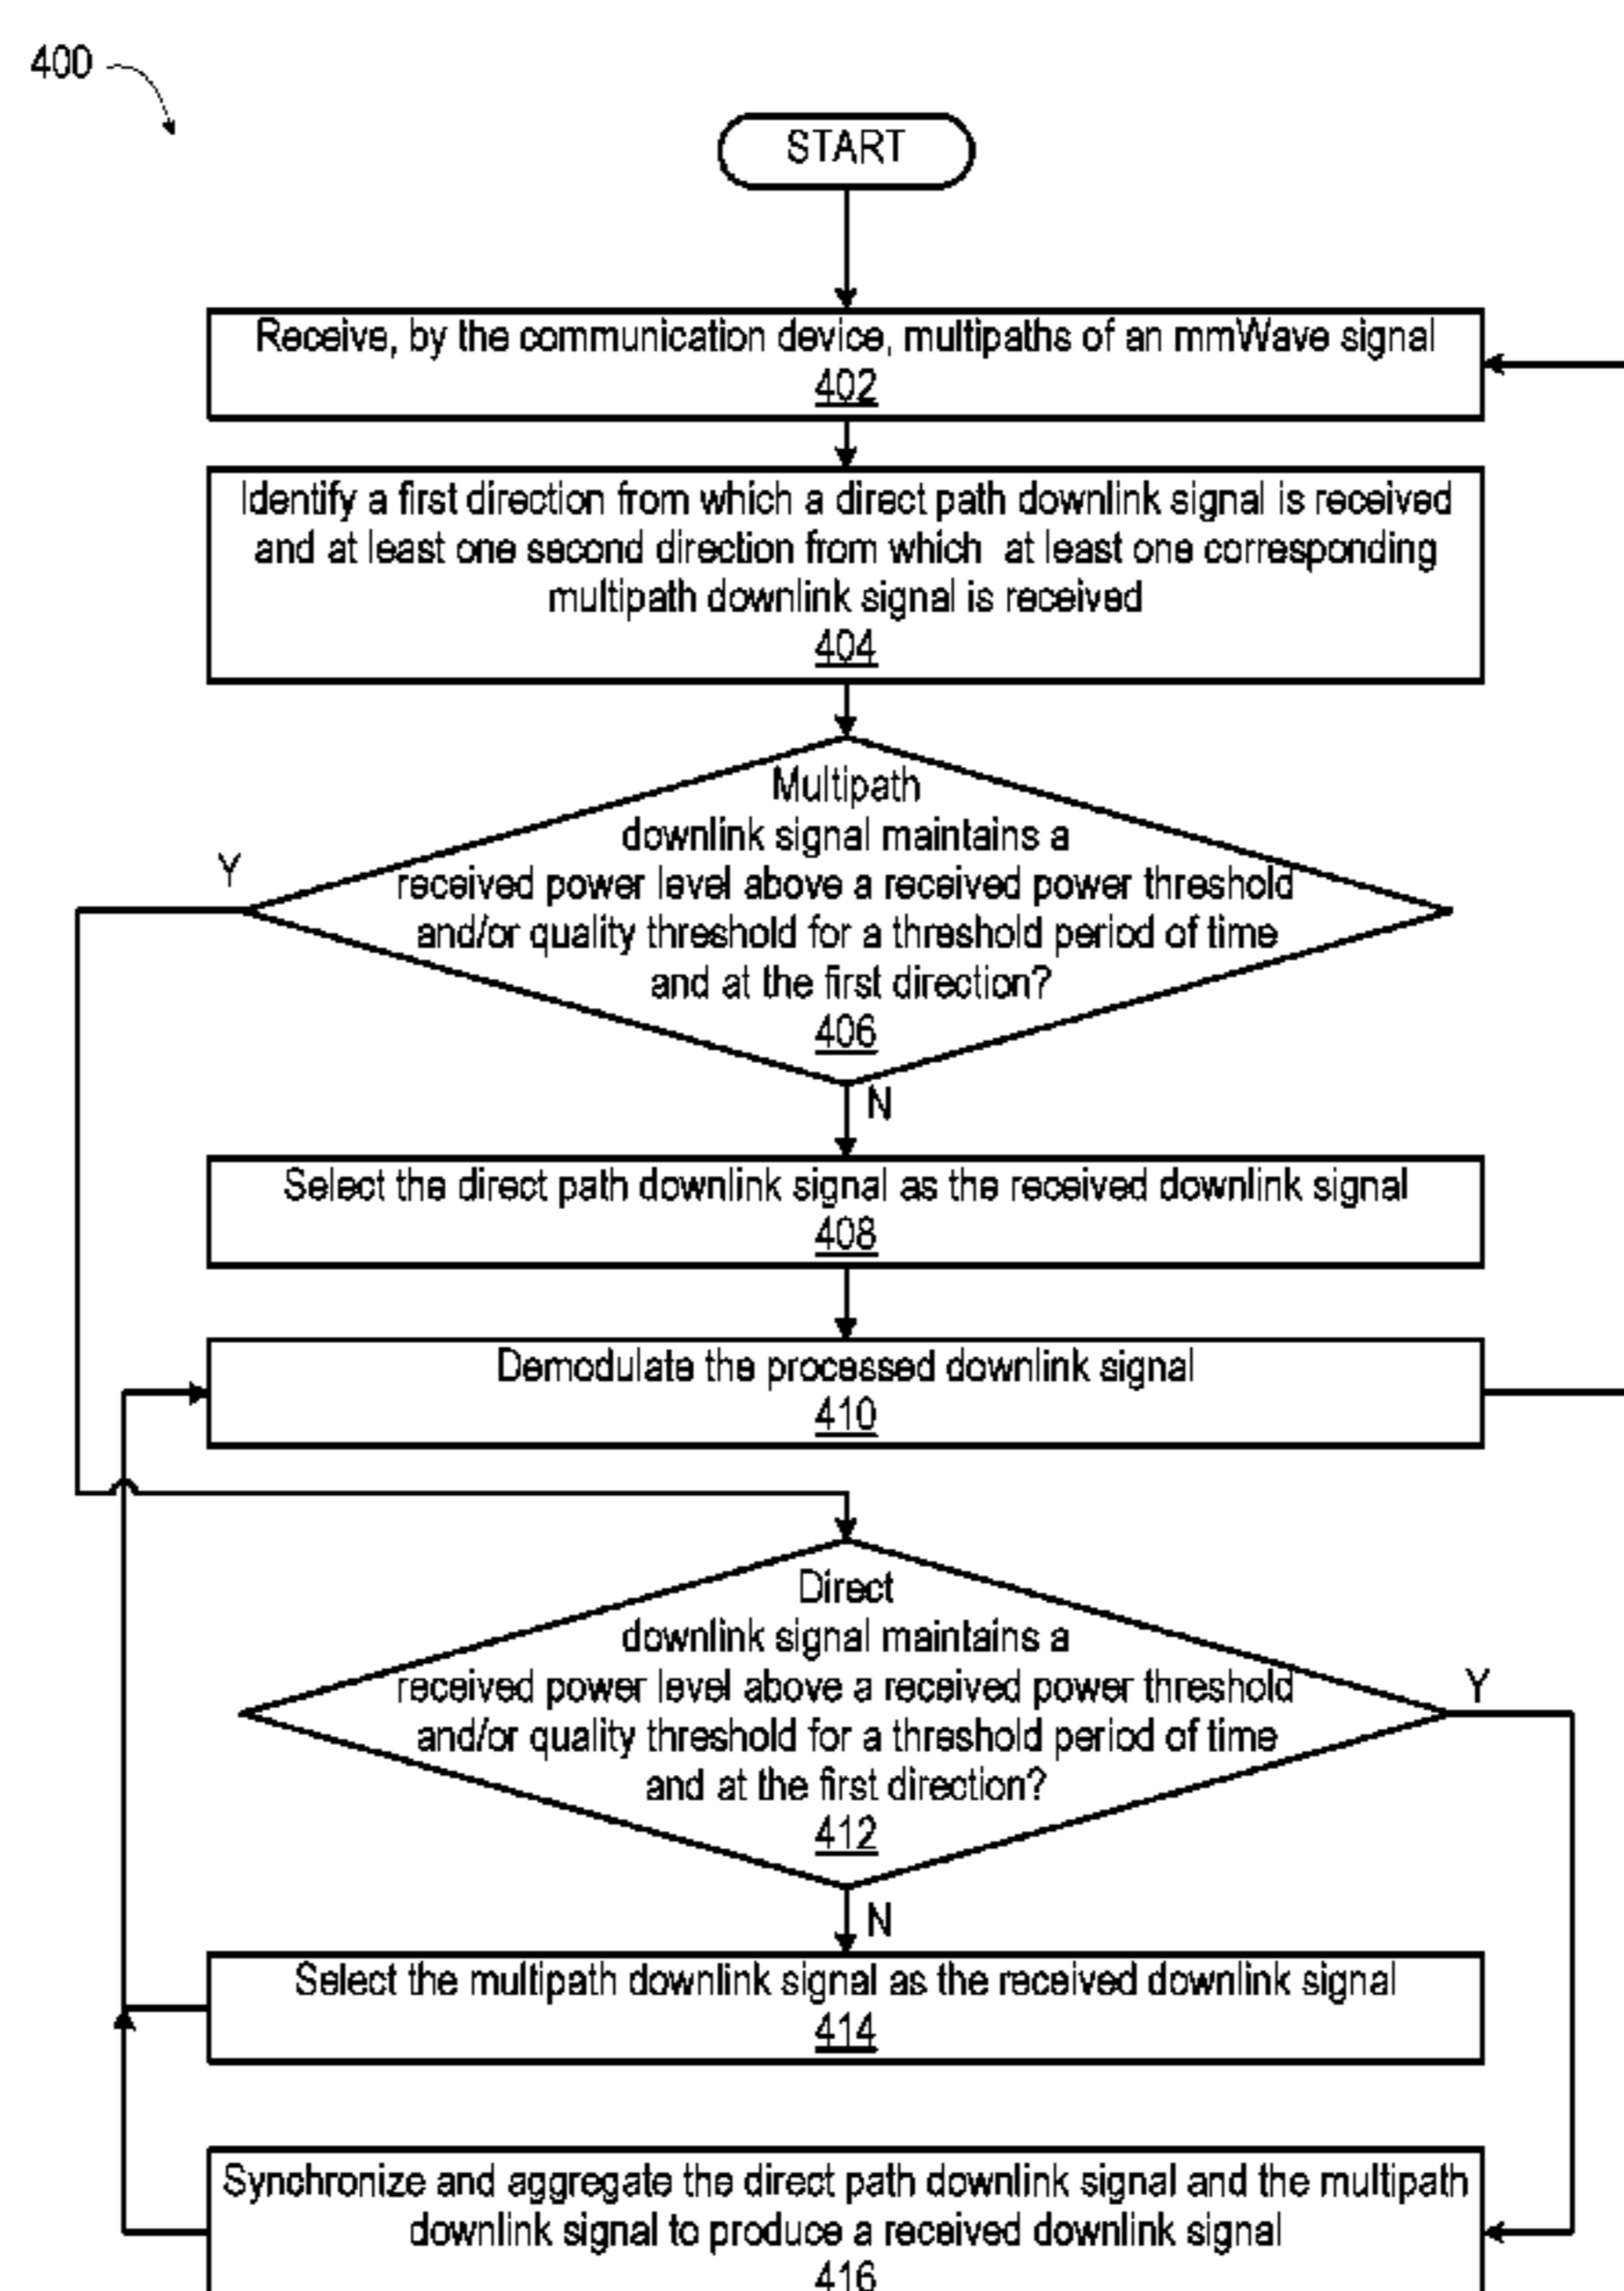 400
START
Receive, by the communication device, multipaths of an mmWave signal
402
Identify a first direction from which a direct path downlink signal is received
and at least one second direction from which at least one corresponding
multipath downlink signal is received
404
Multipath
downlink signal maintains a
received power level above a received power threshold
and/or quality threshold for a threshold period of time
and at the first direction?
406
Y
N
Select the direct path downlink signal as the received downlink signal
408
Demodulate the processed downlink signal
410
Direct
downlink signal maintains a
received power level above a received power threshold
and/or quality threshold for a threshold period of time
and at the first direction?
412
Y
N
Select the multipath downlink signal as the received downlink signal
414
Synchronize and aggregate the direct path downlink signal and the multipath
downlink signal to produce a received downlink signal
416